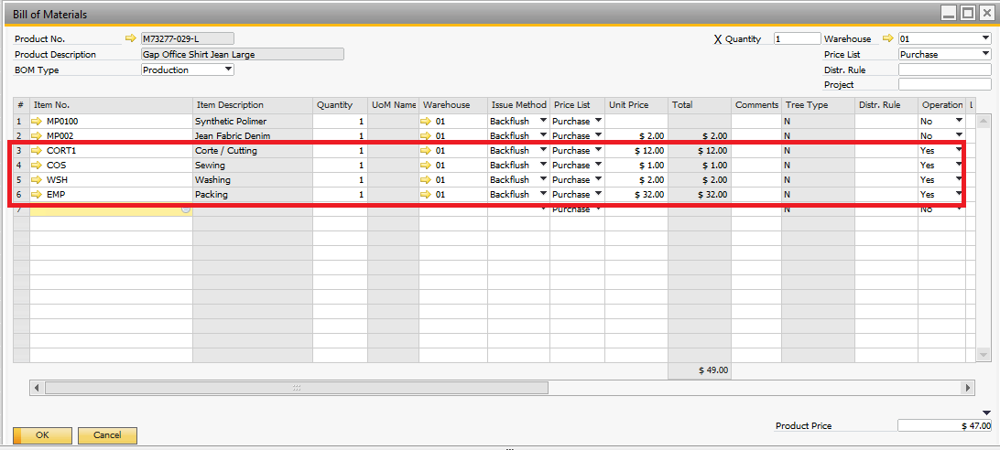 Bill of Materials
Product No. M73277-029-L X Quantity 1 Warehouse 01
Product Description Gap Office Shirt Jean Large Price List Purchase
BOM Type Production Distr. Rule
Project
# Item No. Item Description Quantity UoM Name Warehouse Issue Method Price List Unit Price Total Comments Tree Type Distr. Rule Operation L
1 MP0100 Synthetic Polimer 1 01 Backflush Purchase N No
2 MP002 Jean Fabric Denim 1 01 Backflush Purchase $ 2.00 $ 2.00 N No
3 CORT1 Corte / Cutting 1 01 Backflush Purchase $ 12.00 $ 12.00 N Yes
4 COS Sewing 1 01 Backflush Purchase $ 1.00 $ 1.00 N Yes
5 WSH Washing 1 01 Backflush Purchase $ 2.00 $ 2.00 N Yes
6 EMP Packing 1 01 Backflush Purchase $ 32.00 $ 32.00 N Yes
7 Purchase N No
$ 49.00
Product Price $ 47.00
OK Cancel